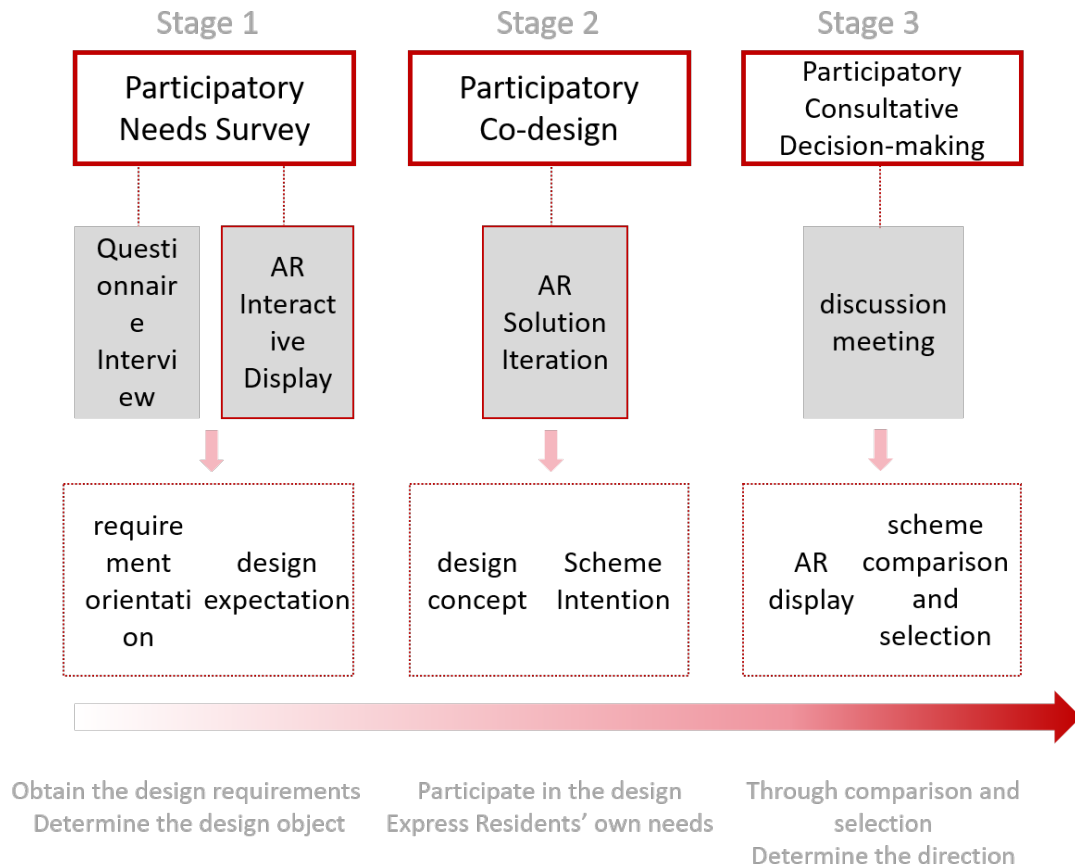 Stage 1
Stage 2
Stage 3
Participatory
Needs Survey
Participatory
Co-design
Participatory
Consultative
Decision-making
Questi
onnair
e
Intervi
ew
AR
Interact
ive
Display
AR
Solution
Iteration
discussion
meeting
require
ment
orientati
on
design
expectation
design
concept
Scheme
Intention
AR
display
scheme
comparison
and
selection
Obtain the design requirements
Determine the design object
Participate in the design
Express Residents' own needs
Through comparison and
selection
Determine the direction